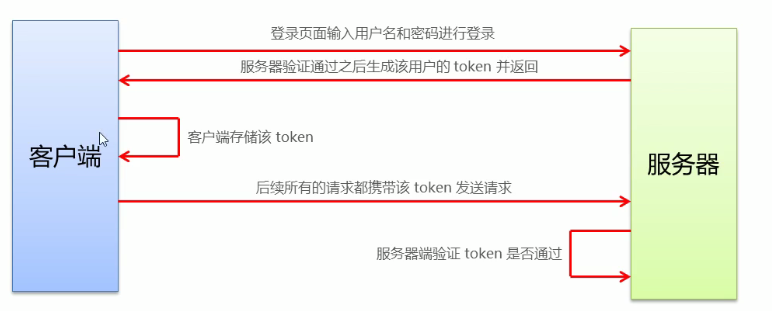 登录页面输入用户名和密码进行登录
服务器验证通过之后生成该用户的 token 并返回
客户端
客户端存储该 token
服务器
后续所有的请求都携带该 token 发送请求
服务器端验证 token 是否通过